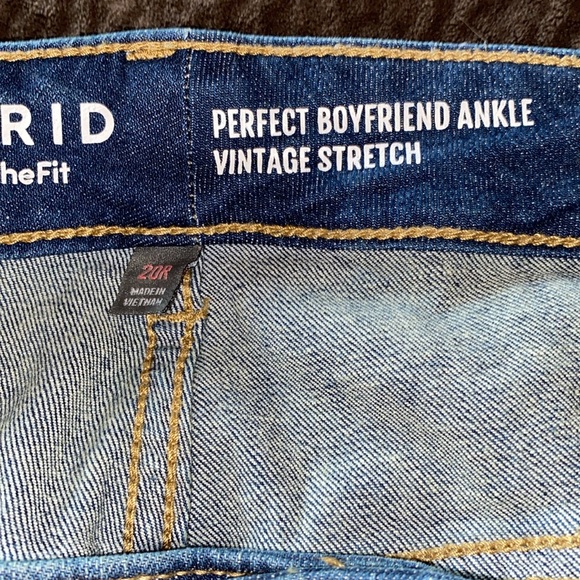 RID
heFit
PERFECT BOYFRIEND ANKLE
VINTAGE STRETCH
20R
MADE IN
VIETNAM